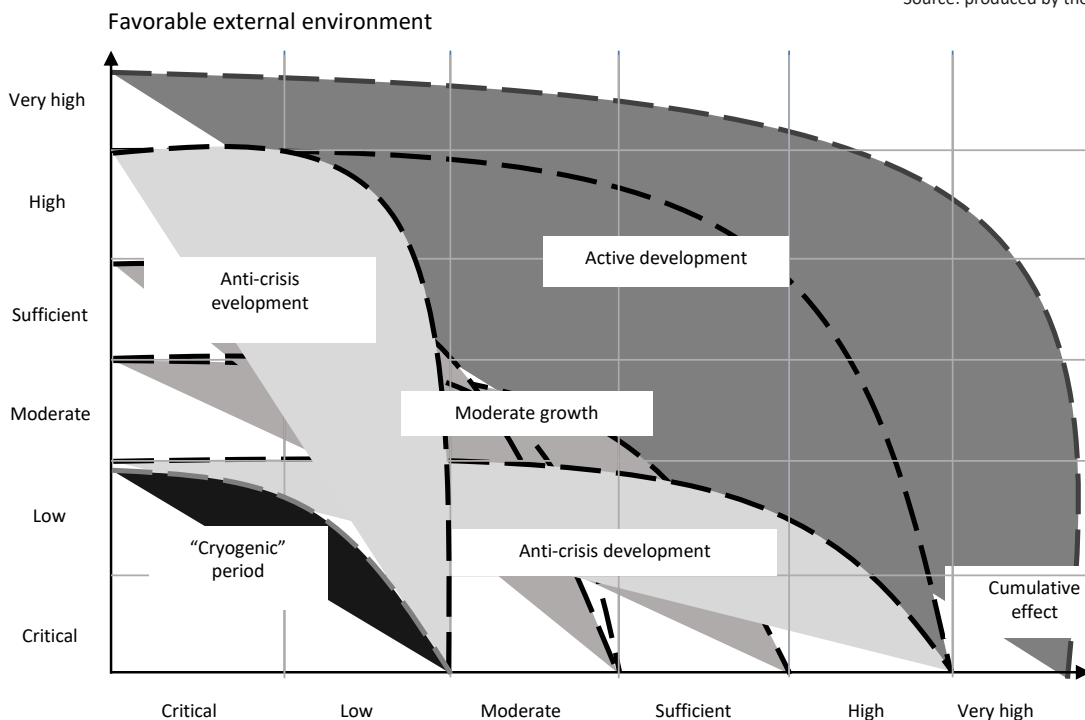 Source: produced by the
Favorable external environment
Very high
High
Active development
Anti-crisis
evelopment
Sufficient
Moderate
Moderate growth
Low
“Cryogenic”
period
Anti-crisis development
Cumulative
effect
Critical
Critical
Low
Moderate
Sufficient
High
Very high